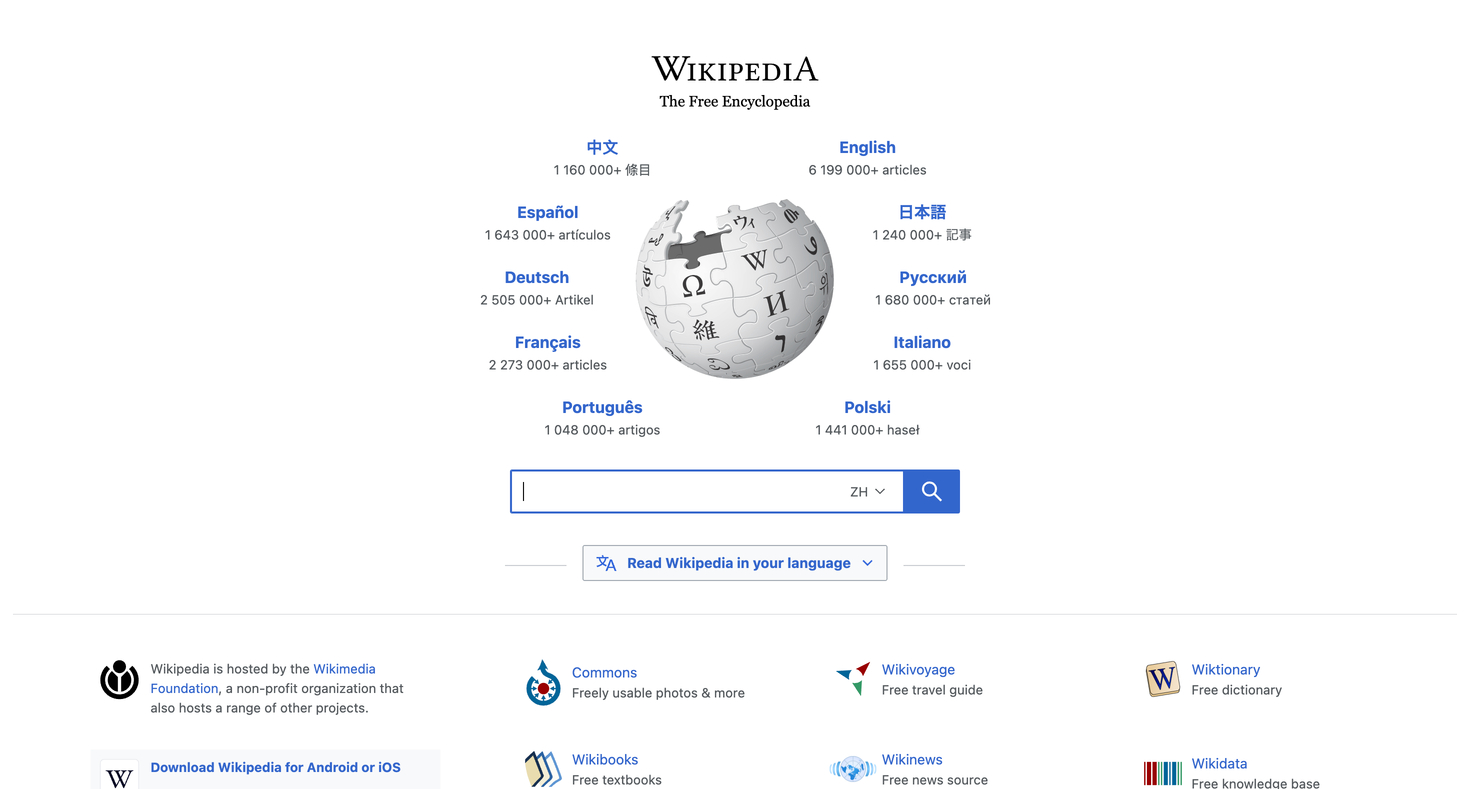 WIKIPEDIA
The Free Encyclopedia
中文
1 160 000+ 條目
English
6 199 000+ articles
Español
1 643 000+ artículos
日本語
1 240 000+ 記事
Deutsch
2 505 000+ Artikel
Русский
1 680 000+ статей
Français
2 273 000+ articles
Italiano
1 655 000+ voci
Português
1 048 000+ artigos
Polski
1 441 000+ haseł
Ω
W
ウィ
И
維
ZH
Read Wikipedia in your language
Wikipedia is hosted by the Wikimedia
Foundation, a non-profit organization that
also hosts a range of other projects.
Download Wikipedia for Android or iOS
W
Commons
Freely usable photos & more
Wikivoyage
Free travel guide
W
Wiktionary
Free dictionary
Wikibooks
Free textbooks
Wikinews
Free news source
Wikidata
Free knowledge base